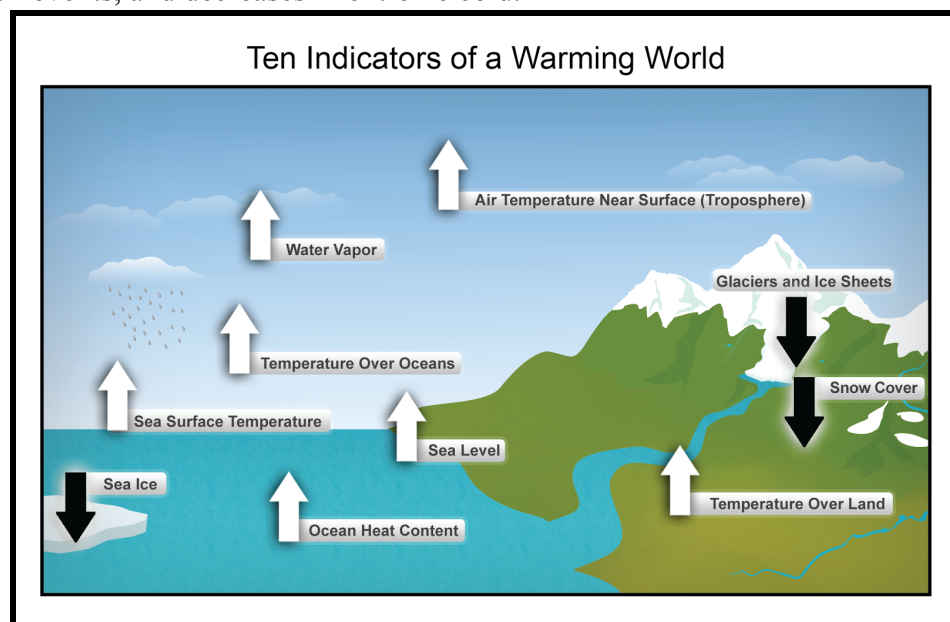 Ten Indicators of a Warming World
Air Temperature Near Surface (Troposphere)
Water Vapor
Glaciers and Ice Sheets
Temperature Over Oceans
Snow Cover
Sea Surface Temperature
Sea Level
Sea Ice
Temperature Over Land
Ocean Heat Content